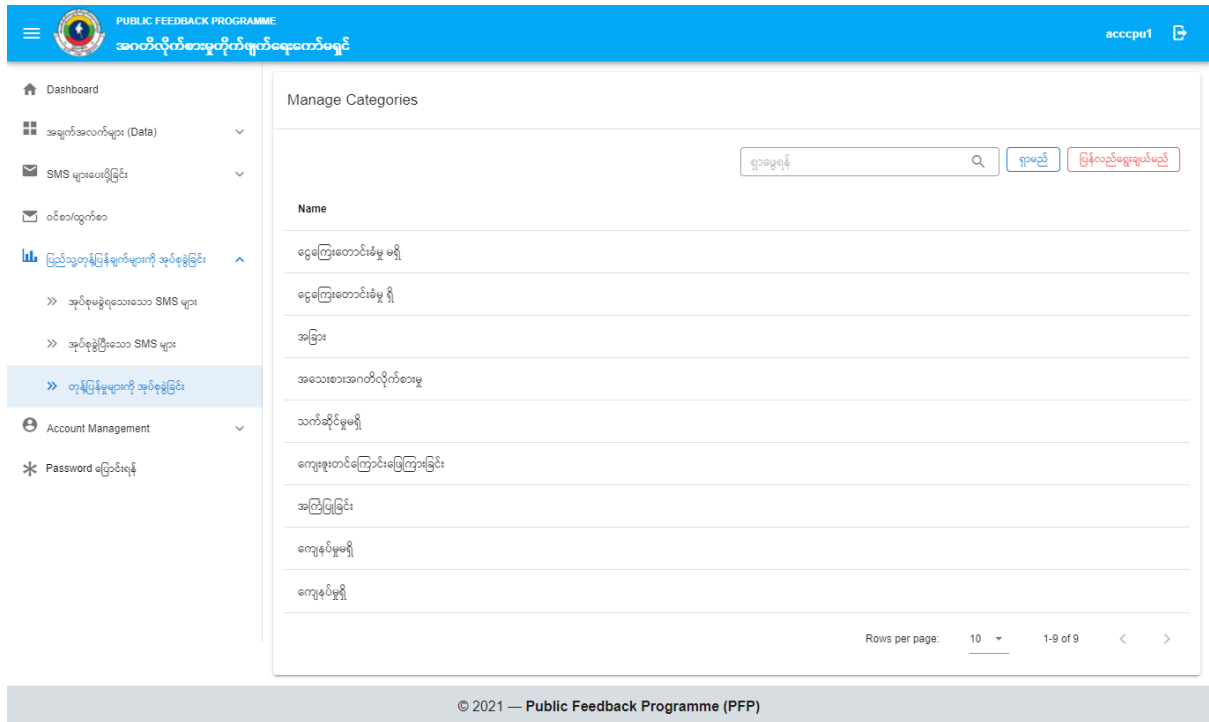 PUBLIC FEEDBACK PROGRAMME
အဂတိလိုက်စားမှုတိုက်ဖျက်ရေးကော်မရှင်
acccpu1
Dashboard
အချက်အလက်များ (Data)
SMS များပေးပို့ခြင်း
ဝင်စာ/ထွက်စာ
ပြည်သူ့တုန့်ပြန်ချက်များကို အုပ်စုခွဲခြင်း
အုပ်စုမခွဲရသေးသော SMS များ
အုပ်စုခွဲပြီးသော SMS များ
တုန့်ပြန်မှုများကို အုပ်စုခွဲခြင်း
Account Management
Password ပြောင်းရန်
Manage Categories
ရှာဖွေရန်
ရှာမည်
ပြန်လည်ရွေးချယ်မည်
Name
ငွေကြေးတောင်းခံမှု မရှိ
ငွေကြေးတောင်းခံမှု ရှိ
အခြား
အသေးစားအဂတိလိုက်စားမှု
သက်ဆိုင်မှုမရှိ
ကျေးဇူးတင်ကြောင်းဖြေကြားခြင်း
အကြံပြုခြင်း
ကျေနပ်မှုမရှိ
ကျေနပ်မှုရှိ
Rows per page:
10
1-9 of 9
© 2021 — Public Feedback Programme (PFP)